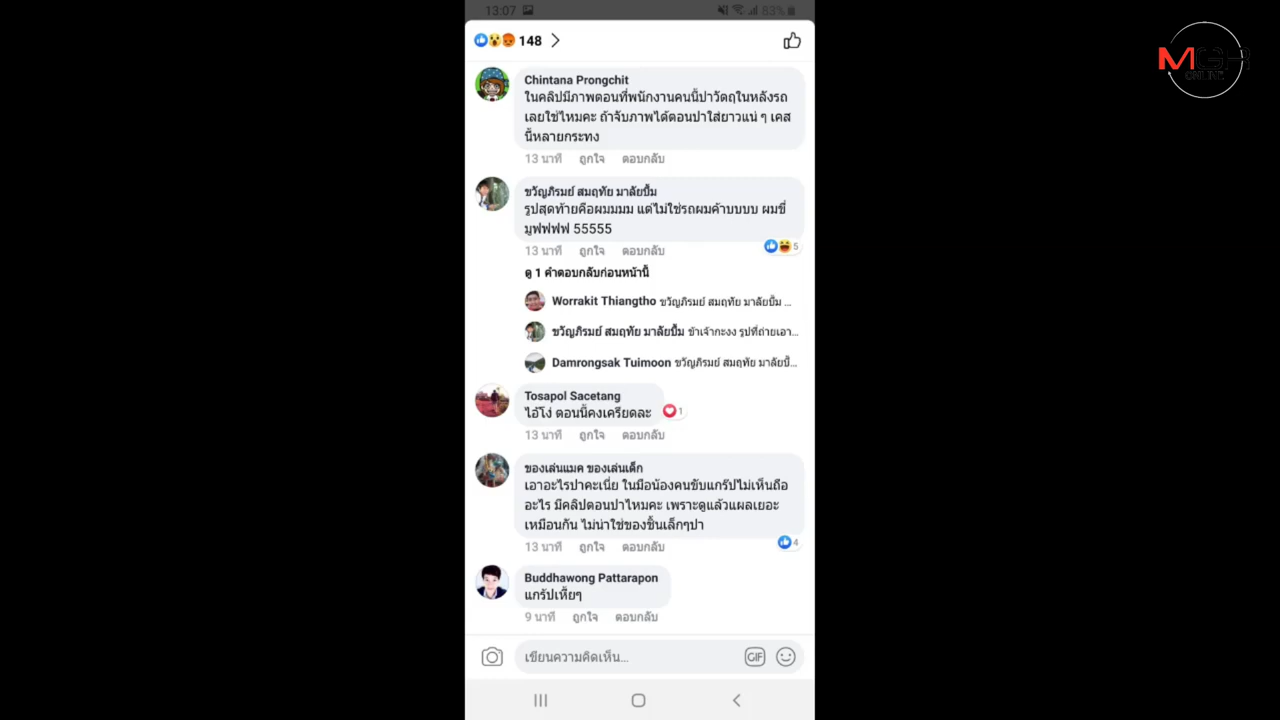 13:07
83%
MGR
ONLINE
148
Chintana Prongchit
ในคลิปมีภาพตอนที่พนักงานคนนี้ปาวัตถุในหลังรถ
เลยใช่ไหมคะ ถ้าจับภาพได้ตอนปาใส่ยาวแน่ ๆ เคส
นี้หลายกระทง
13 นาที ถูกใจ ตอบกลับ
ขวัญภิรมย์ สมฤทัย มาลัยปั้ม
รูปสุดท้ายคือผมมมม แต่ไม่ใช่รถผมค้าบบบบ ผมขี่
มูฟฟฟฟ 55555
5
13 นาที ถูกใจ ตอบกลับ
ดู 1 คำตอบกลับก่อนหน้านี้
Worrakit Thiangtho ขวัญภิรมย์ สมฤทัย มาลัยปั้ม ...
ขวัญภิรมย์ สมฤทัย มาลัยปั้ม ข้าเจ้ากะงง รูปที่ถ่ายเอา...
Damrongsak Tuimoon ขวัญภิรมย์ สมฤทัย มาลัยปั้...
Tosapol Sacetang
ไอ้โง่ ตอนนี้คงเครียดละ
1
13 นาที ถูกใจ ตอบกลับ
ของเล่นแมค ของเล่นเด็ก
เอาอะไรปาคะเนี่ย ในมือน้องคนขับแกร๊ปไม่เห็นถือ
อะไร มีคลิปตอนปาไหมคะ เพราะดูแล้วแผลเยอะ
เหมือนกัน ไม่น่าใช่ของชิ้นเล็กๆปา
4
13 นาที ถูกใจ ตอบกลับ
Buddhawong Pattarapon
แกร๊ปเหี้ยๆ
9 นาที ถูกใจ ตอบกลับ
เขียนความคิดเห็น...
GIF